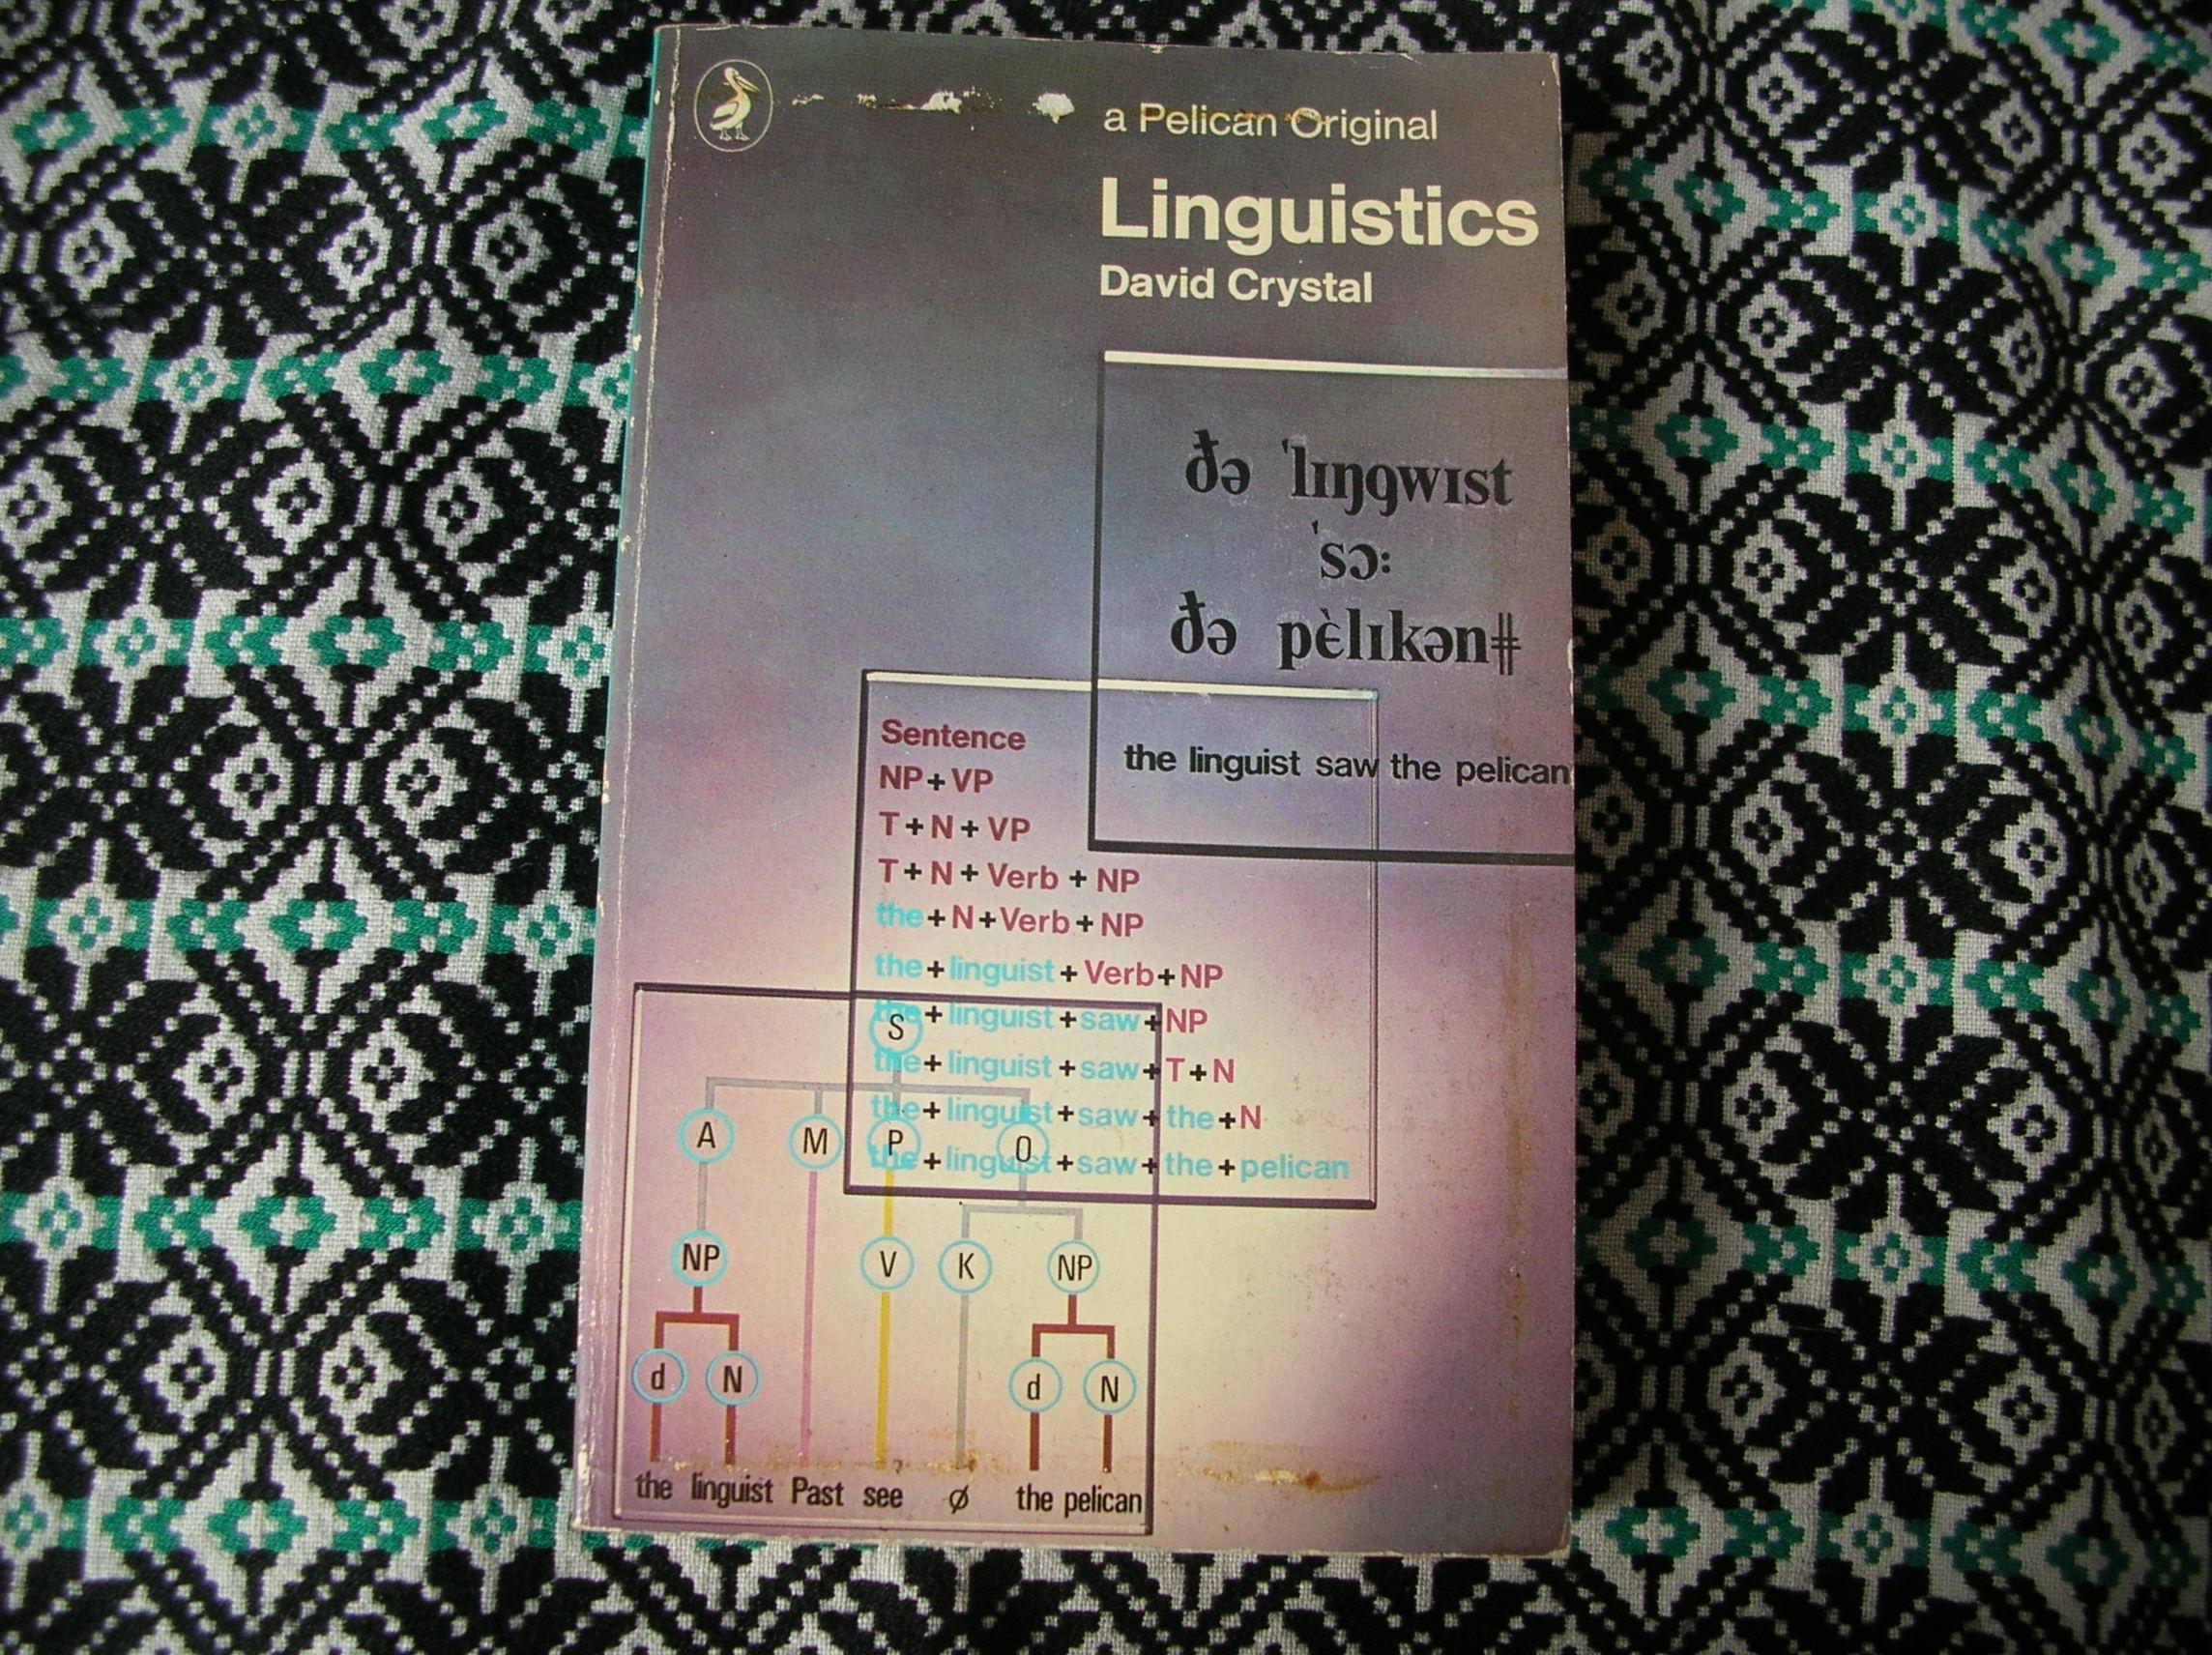 a Pelican Original
Linguistics
David Crystal
ðə ˈlɪŋgwɪst
ˈsɔː
ðə pὲlɪkən⋕
the linguist saw the pelican
Sentence
NP+VP
T+N+VP
T+N+Verb+NP
the+N+Verb+NP
the+linguist+Verb+NP
the+linguist+saw+NP
the+linguist+saw+T+N
the+linguist+saw+the+N
the+linguist+saw+the+pelican
S
A M P O
NP V K NP
d N d N
the linguist Past see ø the pelican